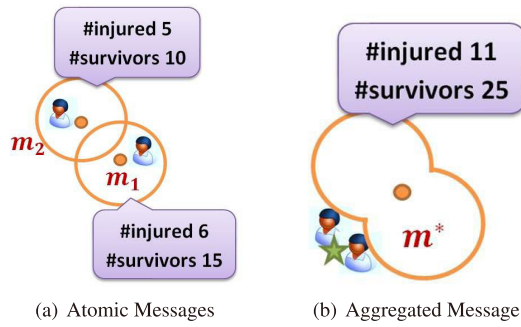 #injured 5
#survivors 10
m2
m1
#injured 6
#survivors 15
(a) Atomic Messages
#injured 11
#survivors 25
m*
(b) Aggregated Message